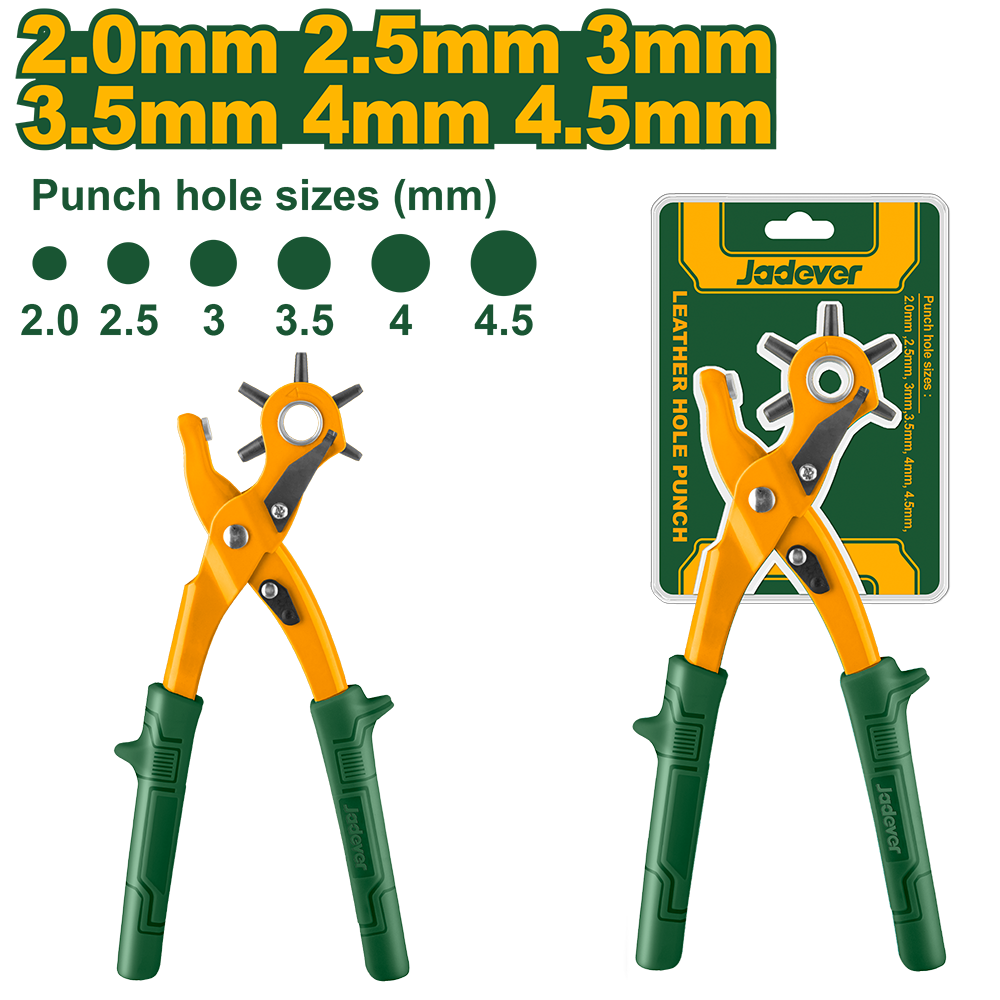 2.0mm 2.5mm 3mm
3.5mm 4mm 4.5mm
Punch hole sizes (mm)
2.0 2.5 3 3.5 4 4.5
Jadever
LEATHER HOLE PUNCH
Punch hole sizes :
2.0mm ,2.5mm, 3mm,3.5mm, 4mm, 4.5mm,
Jadever
Jadever